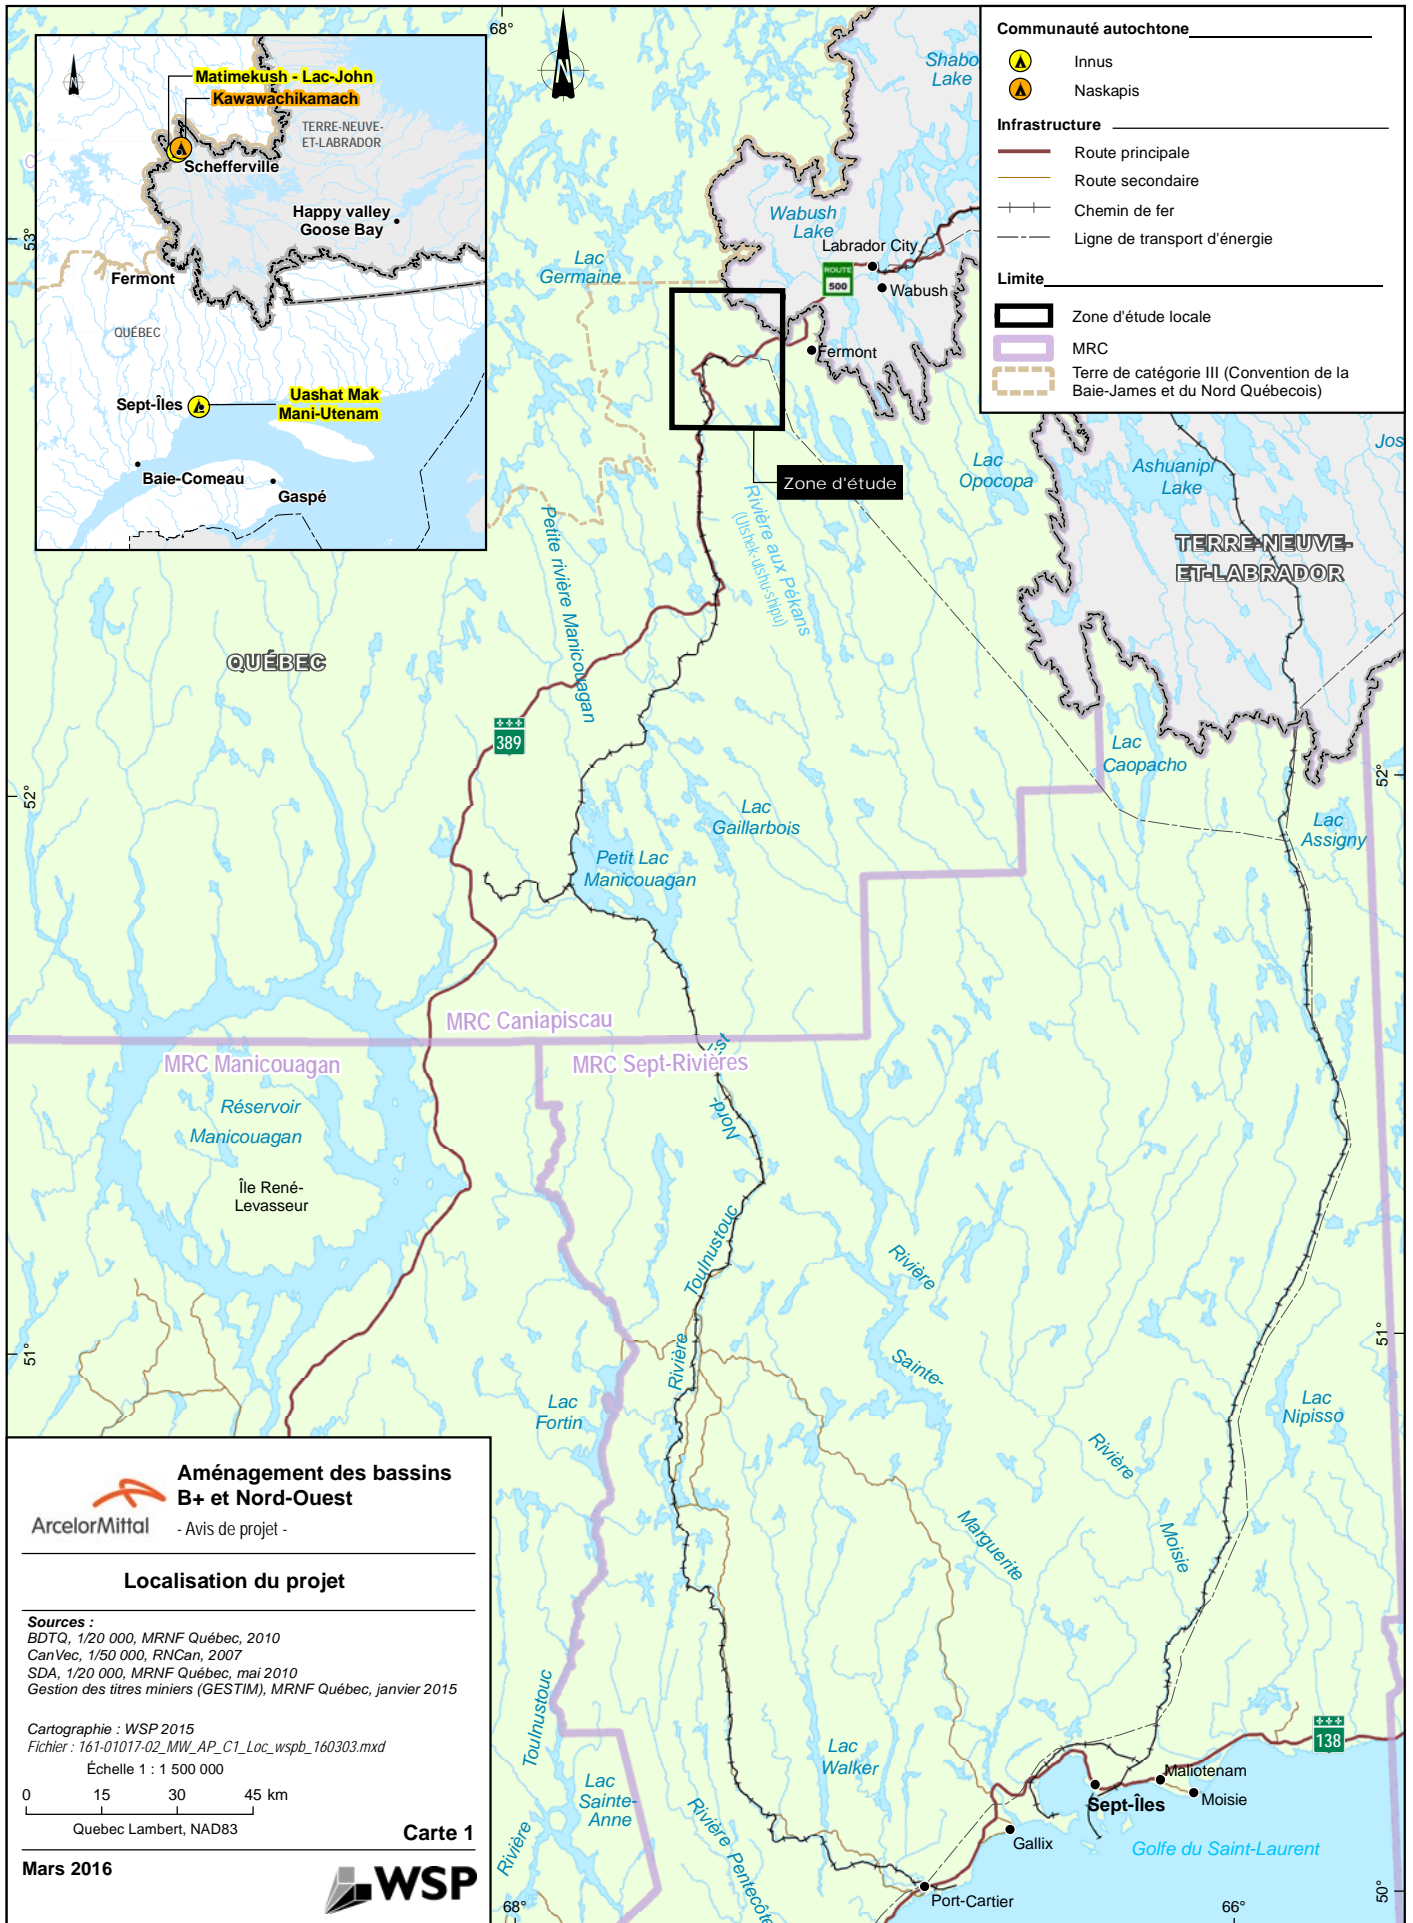 68°
Matimekush - Lac-John
Kawawachikamach
TERRE-NEUVE-
ET-LABRADOR
Schefferville
Happy valley
Goose Bay
Fermont
QUÉBEC
Sept-Îles
Uashat Mak
Mani-Utenam
Baie-Comeau
Gaspé
N
Communauté autochtone
Innus
Naskapis
Infrastructure
Route principale
Route secondaire
Chemin de fer
Ligne de transport d'énergie
Limite
Zone d'étude locale
MRC
Terre de catégorie III (Convention de la
Baie-James et du Nord Québecois)
Shabo
Lake
53°
Wabush
Lake
Labrador City
ROUTE
500
Wabush
Lac
Germaine
Fermont
Zone d'étude
Lac
Opocopa
Ashuanipi
Lake
Jos
TERRE-NEUVE-
ET-LABRADOR
Petite rivière Manicouagan
Rivière aux Pékans
(Uishek-utshu-shipu)
QUÉBEC
389
Lac
Caopacho
52°
52°
Lac
Gaillarbois
Lac
Assigny
Petit Lac
Manicouagan
MRC Caniapiscau
MRC Manicouagan
MRC Sept-Rivières
Réservoir
Manicouagan
Île René-
Levasseur
Rivière
Toulnustouc
Nord-
Est
Rivière
Sainte-
Marguerite
51°
51°
Lac
Fortin
Lac
Nipisso
Rivière
Moisie
Aménagement des bassins
B+ et Nord-Ouest
ArcelorMittal
- Avis de projet -
Localisation du projet
Sources :
BDTQ, 1/20 000, MRNF Québec, 2010
CanVec, 1/50 000, RNCan, 2007
SDA, 1/20 000, MRNF Québec, mai 2010
Gestion des titres miniers (GESTIM), MRNF Québec, janvier 2015
Cartographie : WSP 2015
Fichier : 161-01017-02_MW_AP_C1_Loc_wspb_160303.mxd
Échelle 1 : 1 500 000
0 15 30 45 km
Quebec Lambert, NAD83
Carte 1
Mars 2016
WSP
Rivière
Toulnustouc
Lac
Sainte-
Anne
Rivière Pentecôte
Lac
Walker
138
Maliotenam
Sept-Îles
Moisie
Gallix
Golfe du Saint-Laurent
Port-Cartier
68°
66°
50°